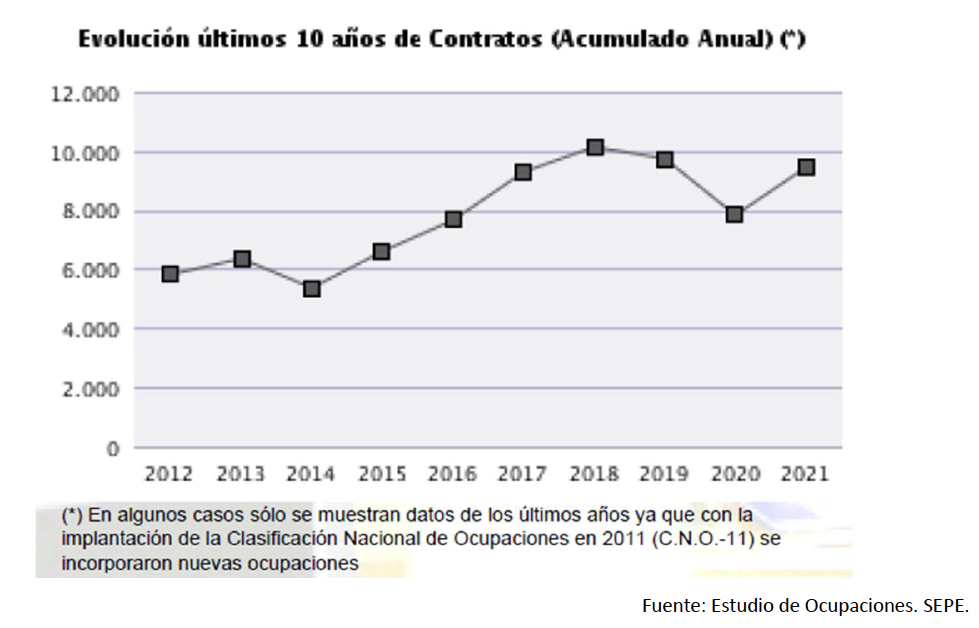 Evolución últimos 10 años de Contratos (Acumulado Anual) (*)
12.000
10.000
8.000
6.000
4.000
2.000
0
2012 2013 2014 2015 2016 2017 2018 2019 2020 2021
(*) En algunos casos sólo se muestran datos de los últimos años ya que con la
implantación de la Clasificación Nacional de Ocupaciones en 2011 (C.N.O.-11) se
incorporaron nuevas ocupaciones
Fuente: Estudio de Ocupaciones. SEPE.